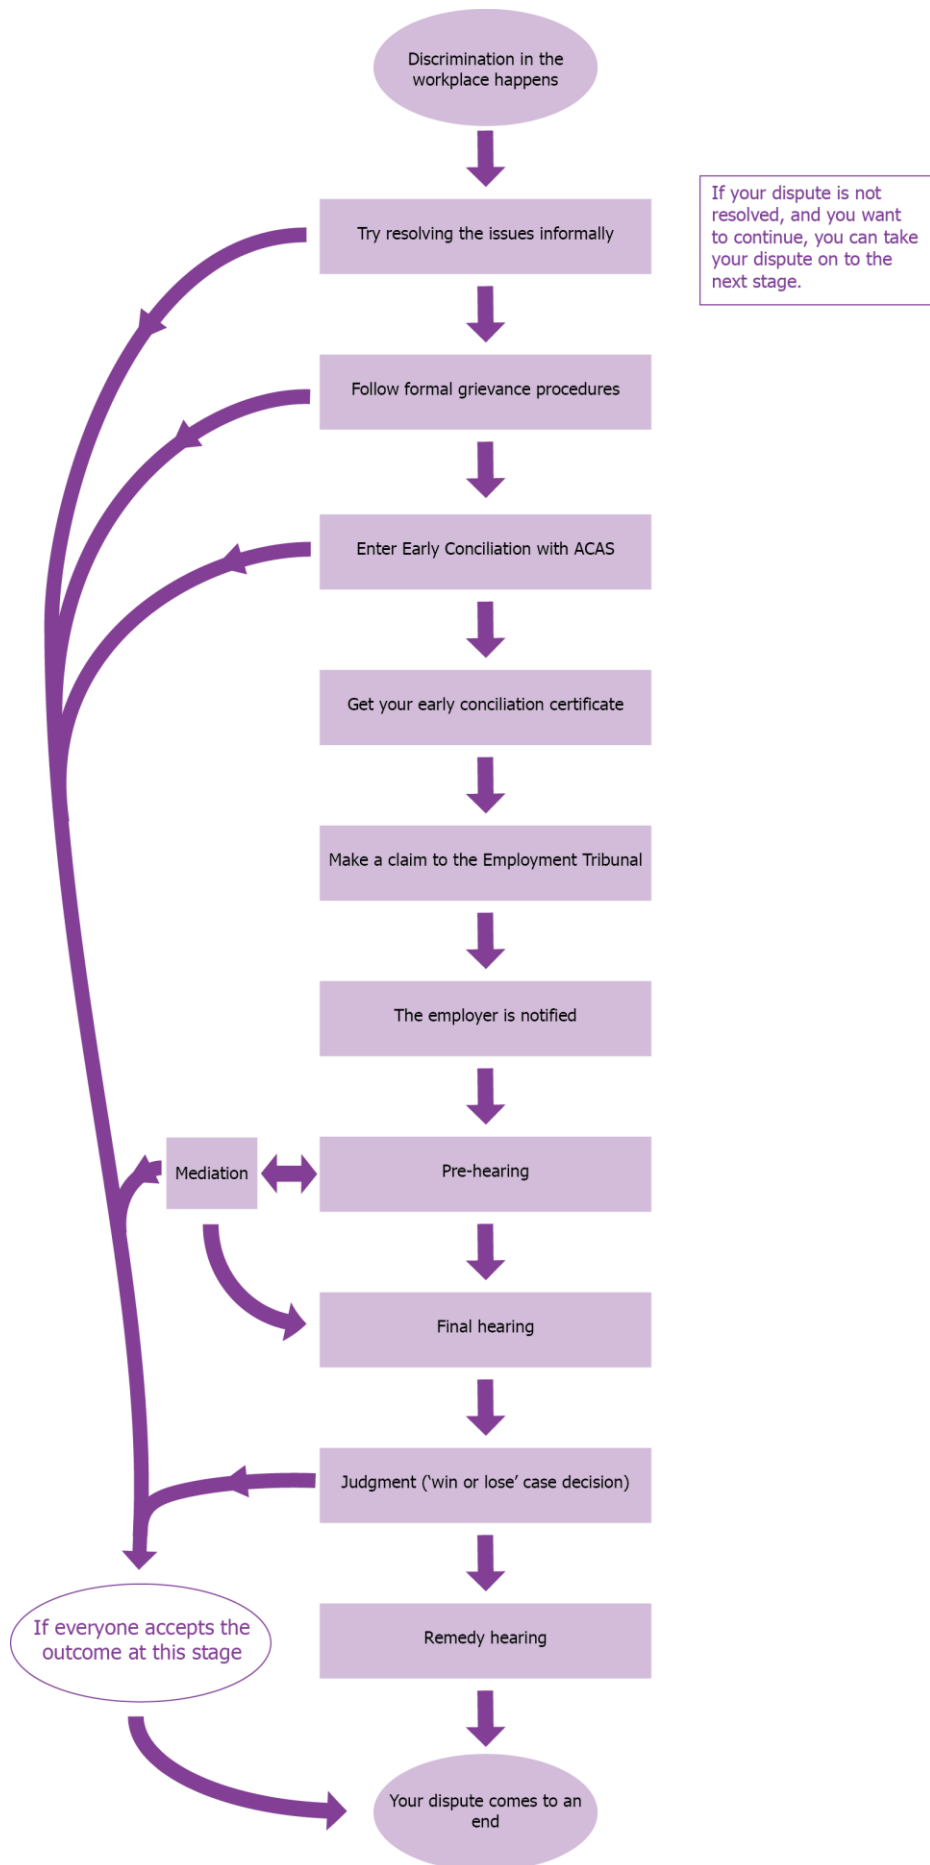 Discrimination in the
workplace happens
If your dispute is not
resolved, and you want
to continue, you can take
your dispute on to the
next stage.
Try resolving the issues informally
Follow formal grievance procedures
Enter Early Conciliation with ACAS
Get your early conciliation certificate
Make a claim to the Employment Tribunal
The employer is notified
Mediation
Pre-hearing
Final hearing
Judgment (‘win or lose’ case decision)
If everyone accepts the
outcome at this stage
Remedy hearing
Your dispute comes to an
end